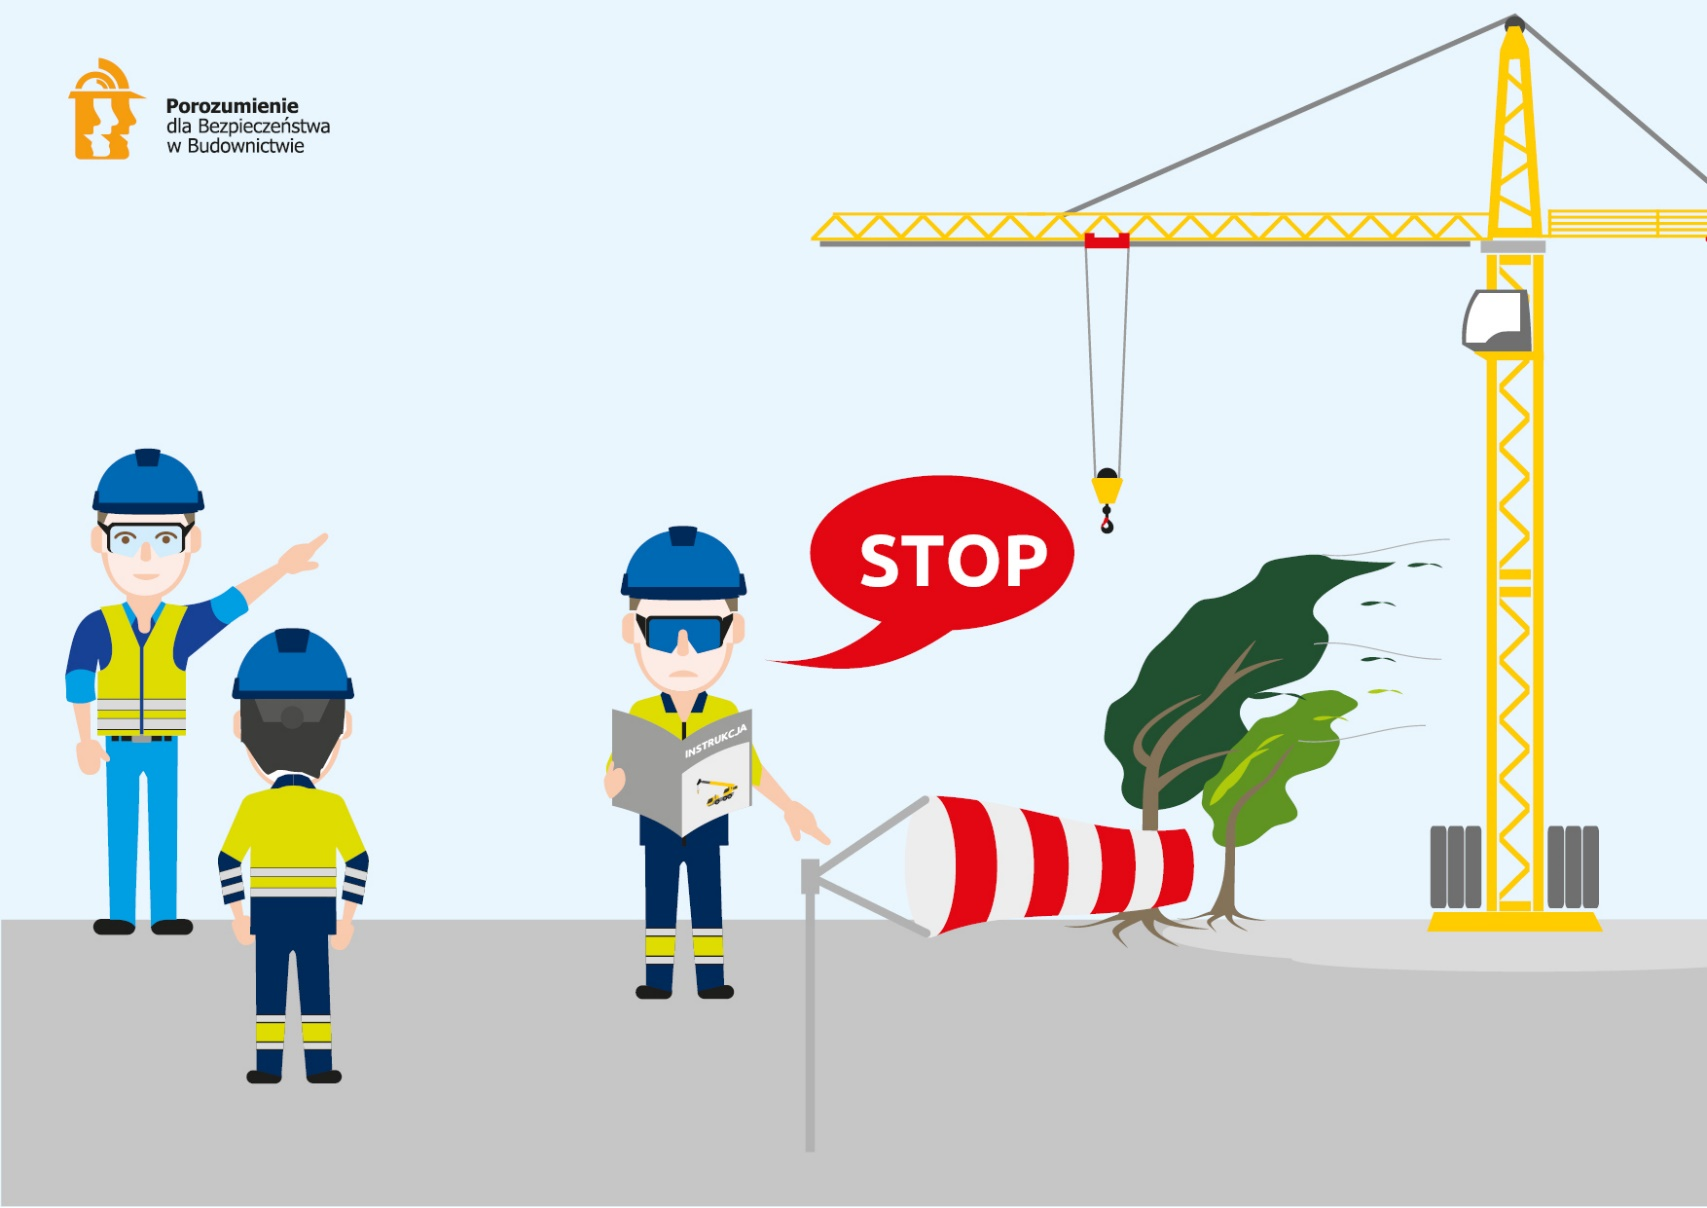 Porozumienie
dla Bezpieczeństwa
w Budownictwie
STOP
INSTRUKCJA